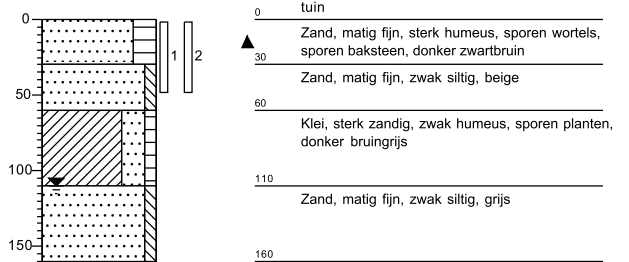 0
50
100
150
1
2
0
tuin
Zand, matig fijn, sterk humeus, sporen wortels,
sporen baksteen, donker zwartbruin
30
Zand, matig fijn, zwak siltig, beige
60
Klei, sterk zandig, zwak humeus, sporen planten,
donker bruingrijs
110
Zand, matig fijn, zwak siltig, grijs
160